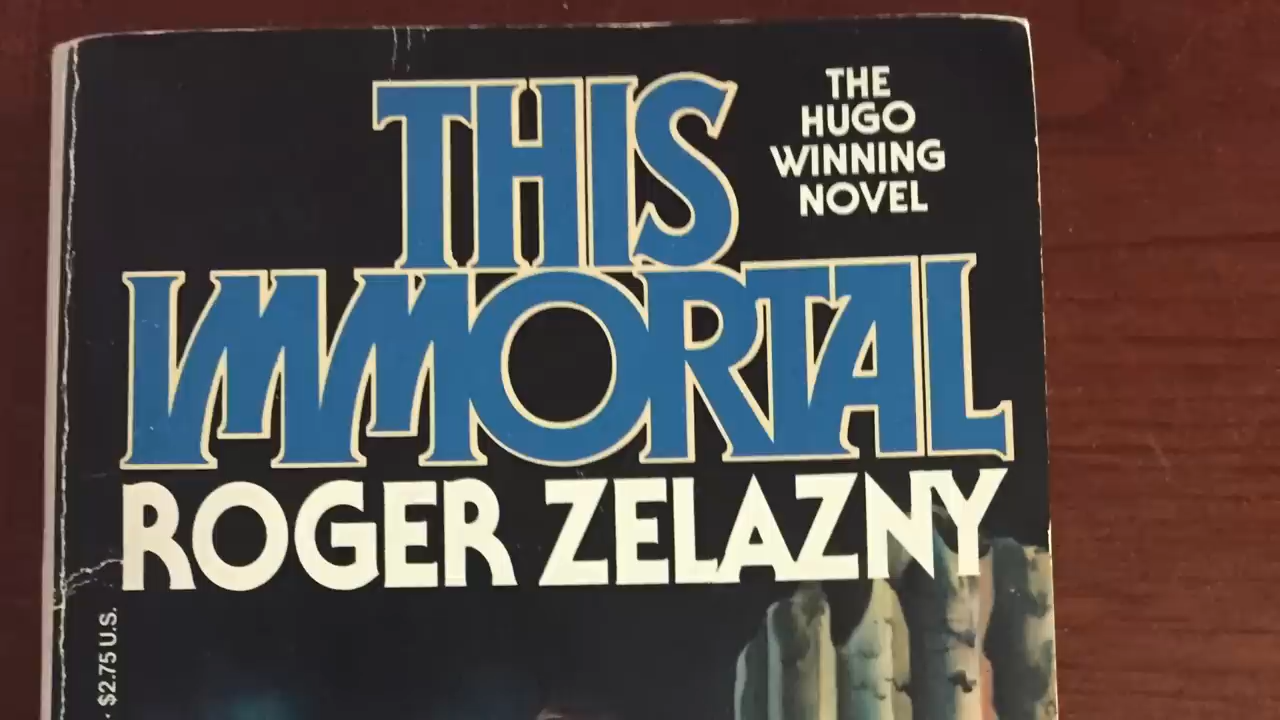 THIS
IMMORTAL
THE
HUGO
WINNING
NOVEL
ROGER ZELAZNY
$2.75 U.S.